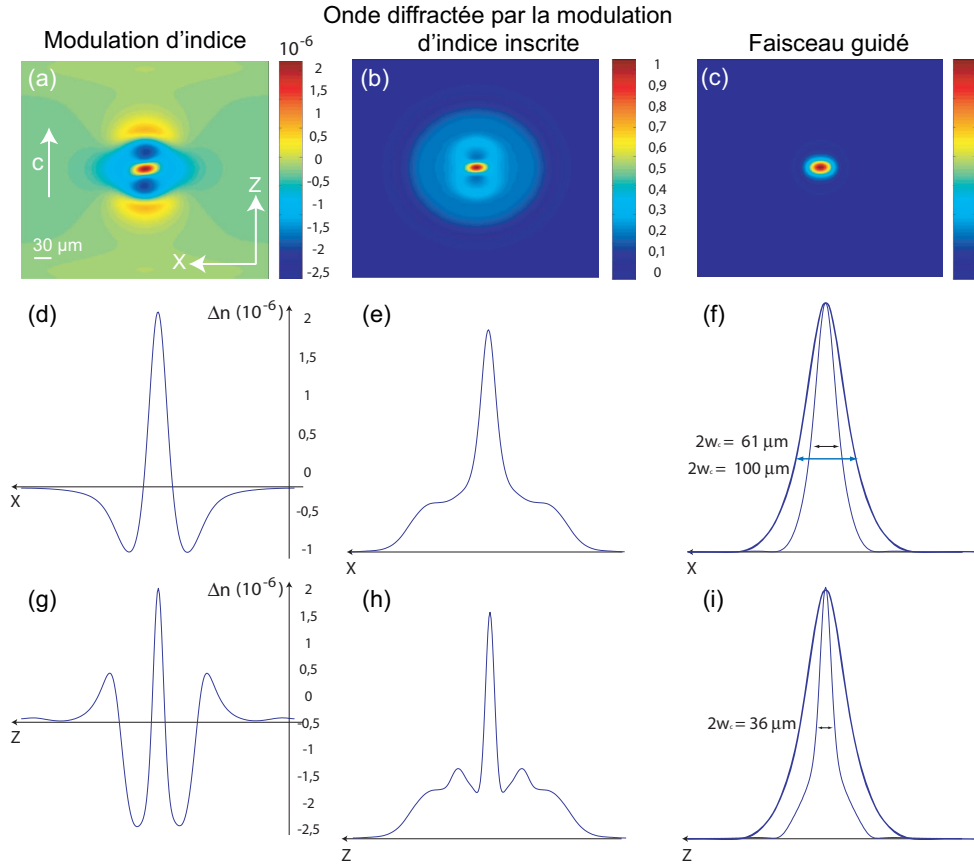 Modulation d'indice
Onde diffractée par la modulation
d'indice inscrite
Faisceau guidé
(a)
c
30 µm
X
Z
10⁻⁶
2
1,5
1
0,5
0
-0,5
-1
-1,5
-2
-2,5
(b)
1
0,9
0,8
0,7
0,6
0,5
0,4
0,3
0,2
0,1
0
(c)
(d)
Δn (10⁻⁶)
2
1,5
1
0,5
0
-0,5
-1
X
(e)
X
(f)
2w꜀ = 61 µm
2w꜀ = 100 µm
X
(g)
Δn (10⁻⁶)
2
1,5
1
0,5
0
-0,5
-1
-1,5
-2
-2,5
Z
(h)
Z
(i)
2w꜀ = 36 µm
Z